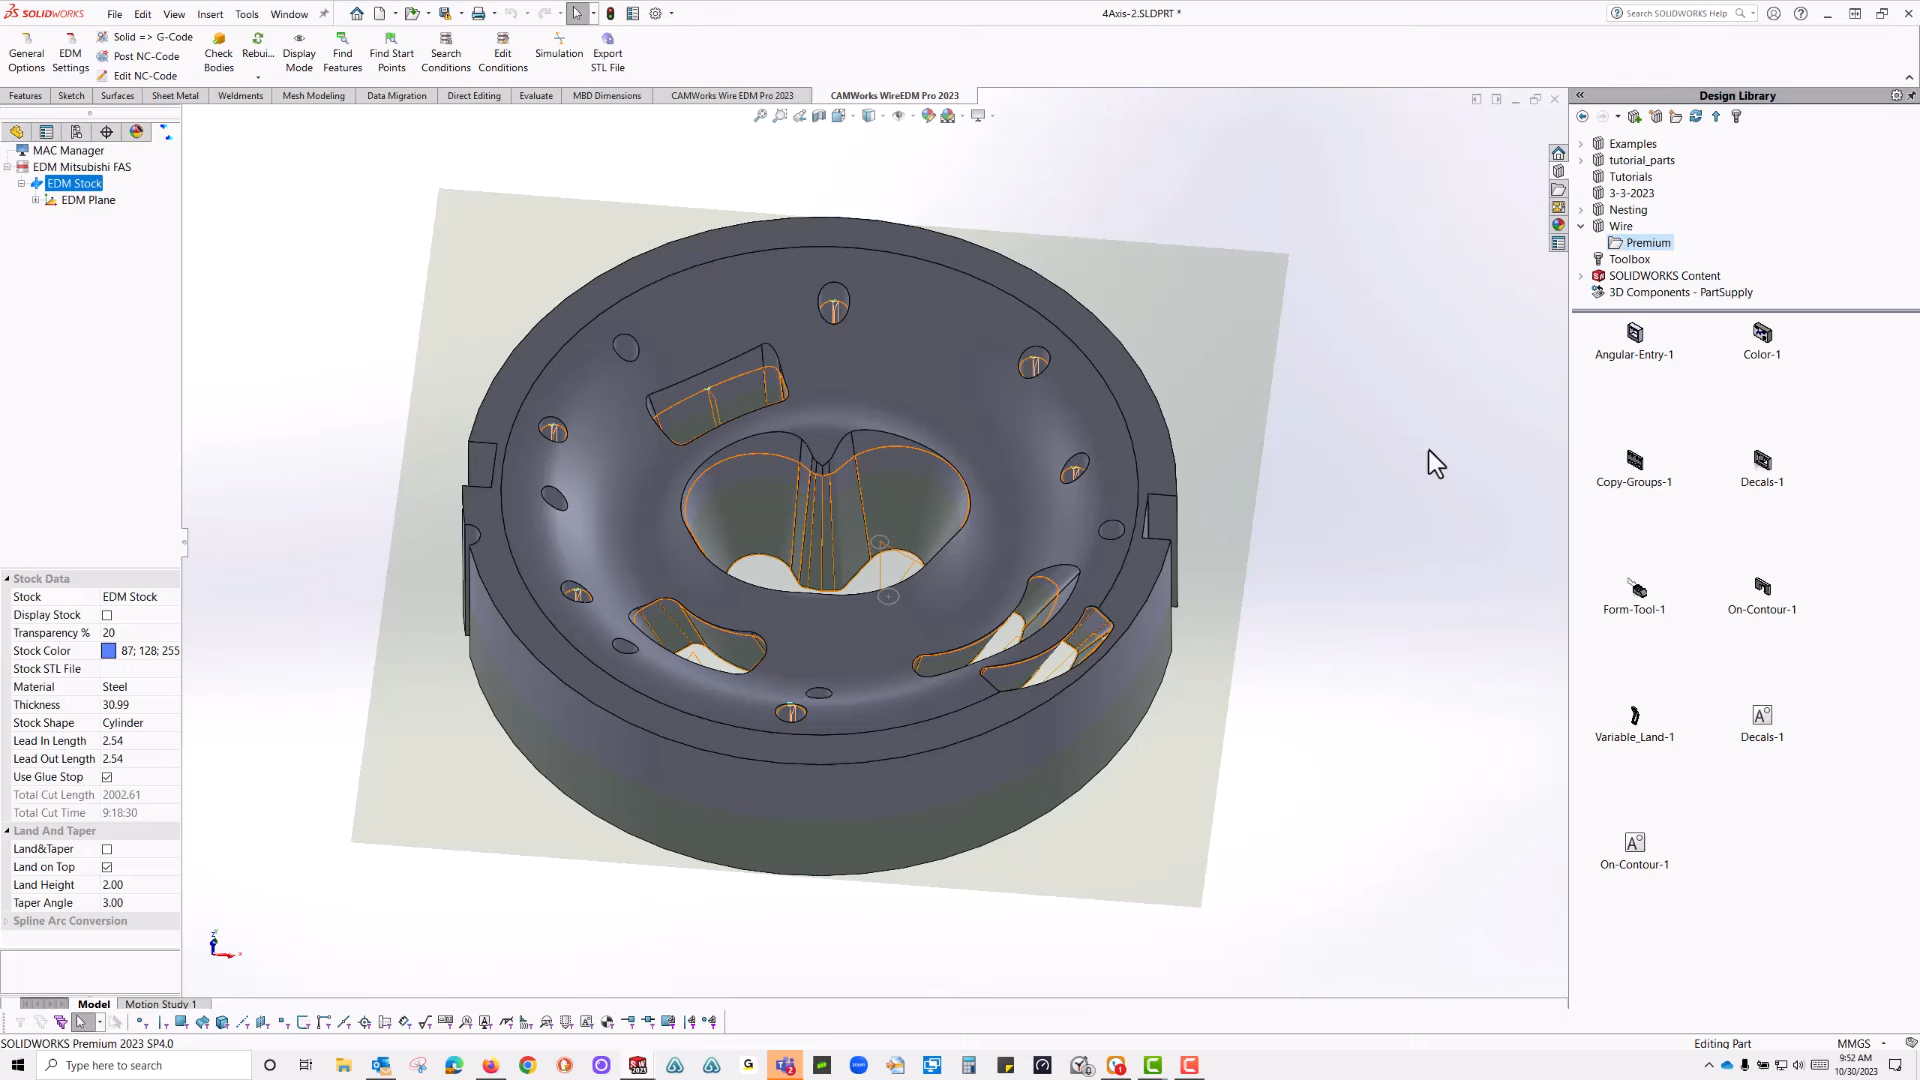 SOLIDWORKS File Edit View Insert Tools Window 4Axis-2.SLDPRT * Search SOLIDWORKS Help
General Options
EDM Settings
Solid => G-Code
Post NC-Code
Edit NC-Code
Check Bodies
Rebui...
Display Mode
Find Features
Find Start Points
Search Conditions
Edit Conditions
Simulation
Export STL File
Features Sketch Surfaces Sheet Metal Weldments Mesh Modeling Data Migration Direct Editing Evaluate MBD Dimensions CAMWorks Wire EDM Pro 2023 CAMWorks WireEDM Pro 2023
MAC Manager
EDM Mitsubishi FAS
EDM Stock
EDM Plane
Stock Data
Stock EDM Stock
Display Stock
Transparency % 20
Stock Color 87; 128; 255
Stock STL File
Material Steel
Thickness 30.99
Stock Shape Cylinder
Lead In Length 2.54
Lead Out Length 2.54
Use Glue Stop
Total Cut Length 2002.61
Total Cut Time 9:18:30
Land And Taper
Land&Taper
Land on Top
Land Height 2.00
Taper Angle 3.00
Spline Arc Conversion
Design Library
Examples
tutorial_parts
Tutorials
3-3-2023
Nesting
Wire
Premium
Toolbox
SOLIDWORKS Content
3D Components - PartSupply
Angular-Entry-1 Color-1
Copy-Groups-1 Decals-1
Form-Tool-1 On-Contour-1
Variable_Land-1 Decals-1
On-Contour-1
Model Motion Study 1
SOLIDWORKS Premium 2023 SP4.0 Editing Part MMGS
Type here to search
9:52 AM
10/30/2023